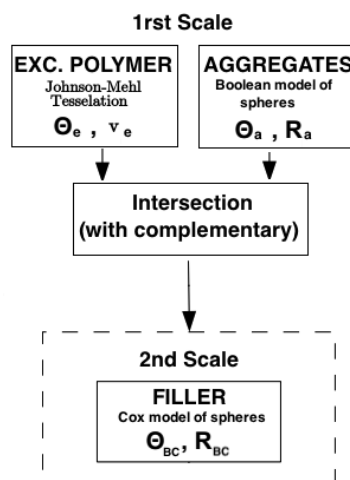 1rst Scale
EXC. POLYMER
Johnson-Mehl
Tesselation
Θe , ve
AGGREGATES
Boolean model of
spheres
Θa , Ra
Intersection
(with complementary)
2nd Scale
FILLER
Cox model of spheres
ΘBC, RBC